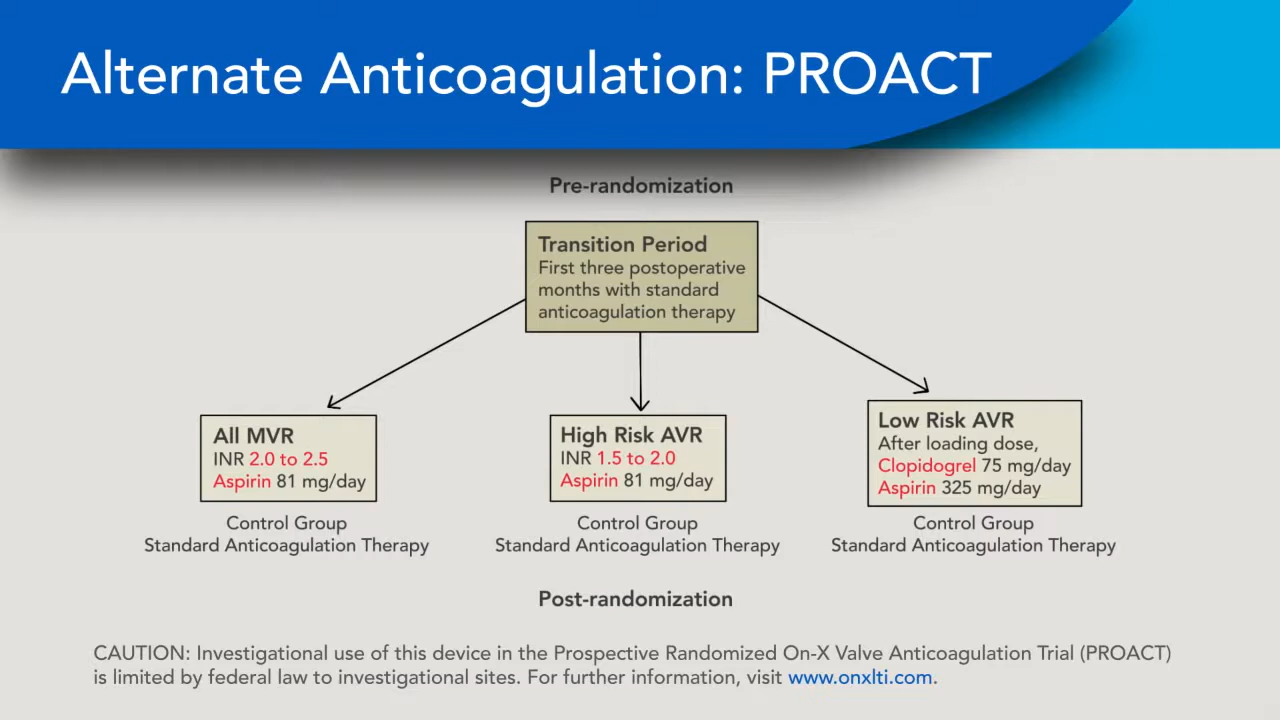 Alternate Anticoagulation: PROACT
Pre-randomization
Transition Period
First three postoperative
months with standard
anticoagulation therapy
All MVR
INR 2.0 to 2.5
Aspirin 81 mg/day
Control Group
Standard Anticoagulation Therapy
High Risk AVR
INR 1.5 to 2.0
Aspirin 81 mg/day
Control Group
Standard Anticoagulation Therapy
Low Risk AVR
After loading dose,
Clopidogrel 75 mg/day
Aspirin 325 mg/day
Control Group
Standard Anticoagulation Therapy
Post-randomization
CAUTION: Investigational use of this device in the Prospective Randomized On-X Valve Anticoagulation Trial (PROACT)
is limited by federal law to investigational sites. For further information, visit www.onxlti.com.